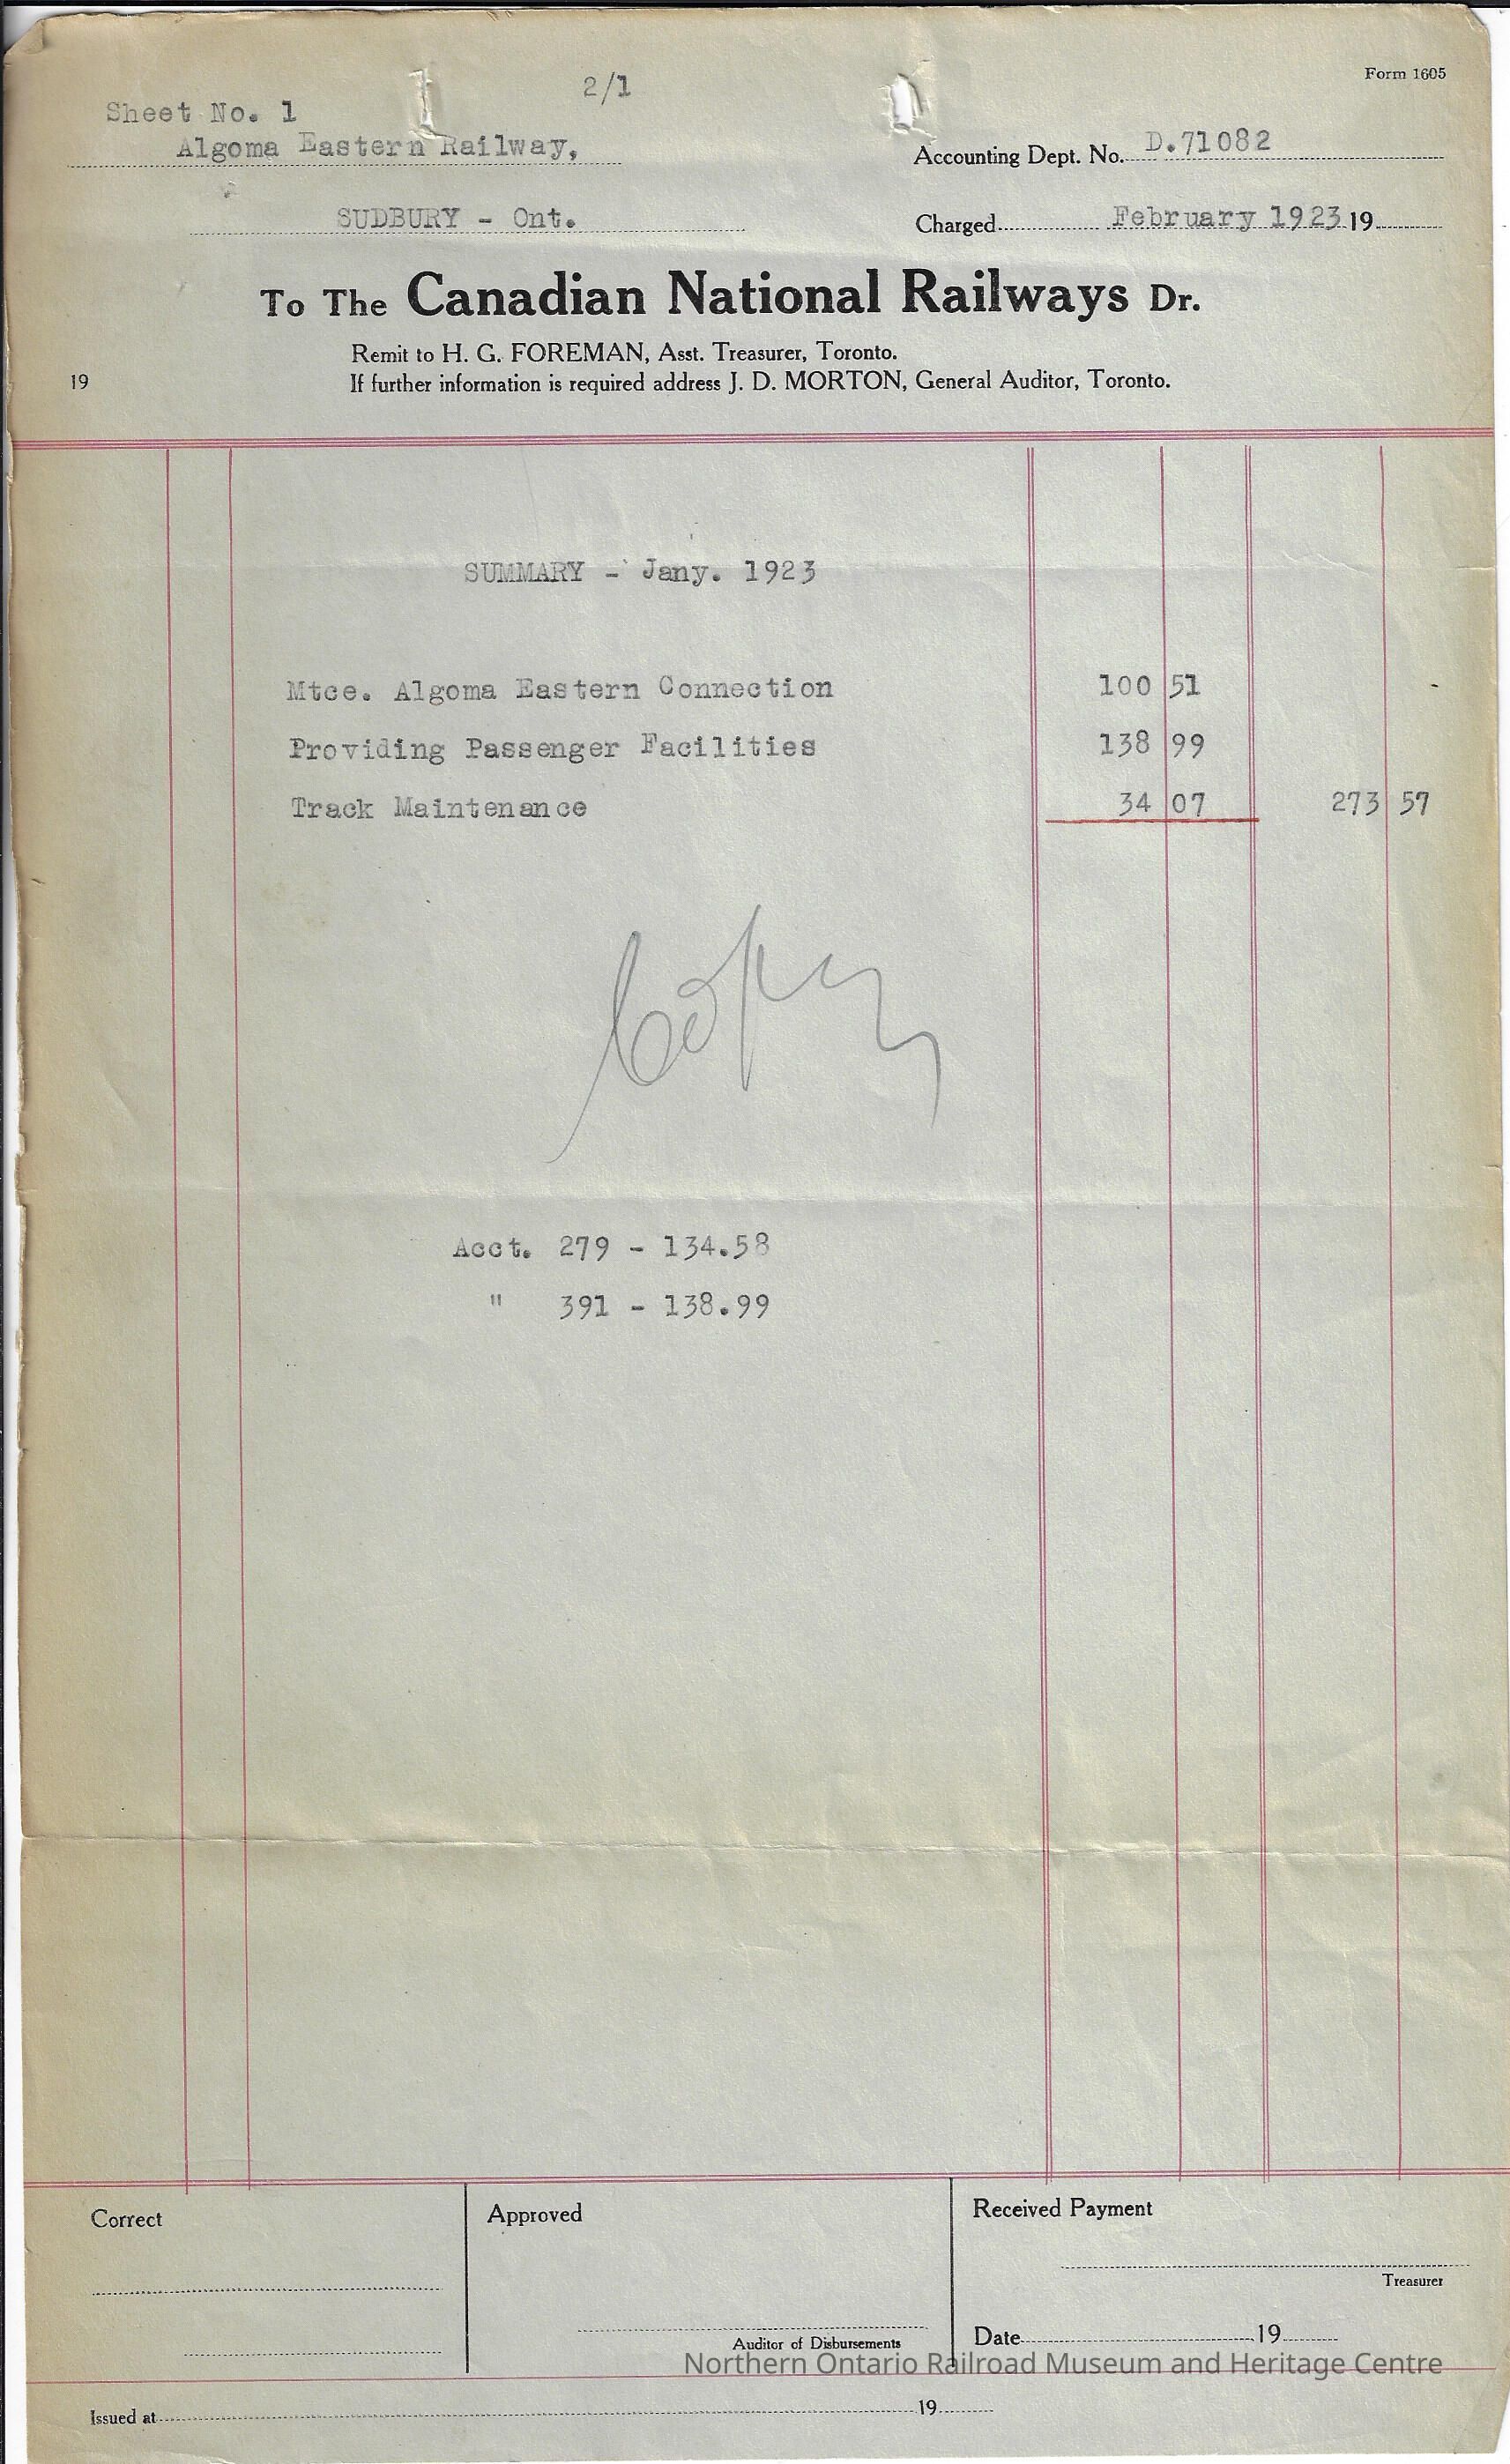 Form 1605
2/1
Sheet No. 1
Algoma Eastern Railway,
Accounting Dept. No. D.71082
SUDBURY - Ont.
Charged February 1923 19
To The Canadian National Railways Dr.
Remit to H. G. FOREMAN, Asst. Treasurer, Toronto.
19 If further information is required address J. D. MORTON, General Auditor, Toronto.
SUMMARY - Jany. 1923
Mtce. Algoma Eastern Connection 100 51
Providing Passenger Facilities 138 99
Track Maintenance 34 07 273 57
Copy
Acct. 279 - 134.58
" 391 - 138.99
Correct
Approved
Received Payment
Treasurer
Auditor of Disbursements
Date 19
Northern Ontario Railroad Museum and Heritage Centre
Issued at 19